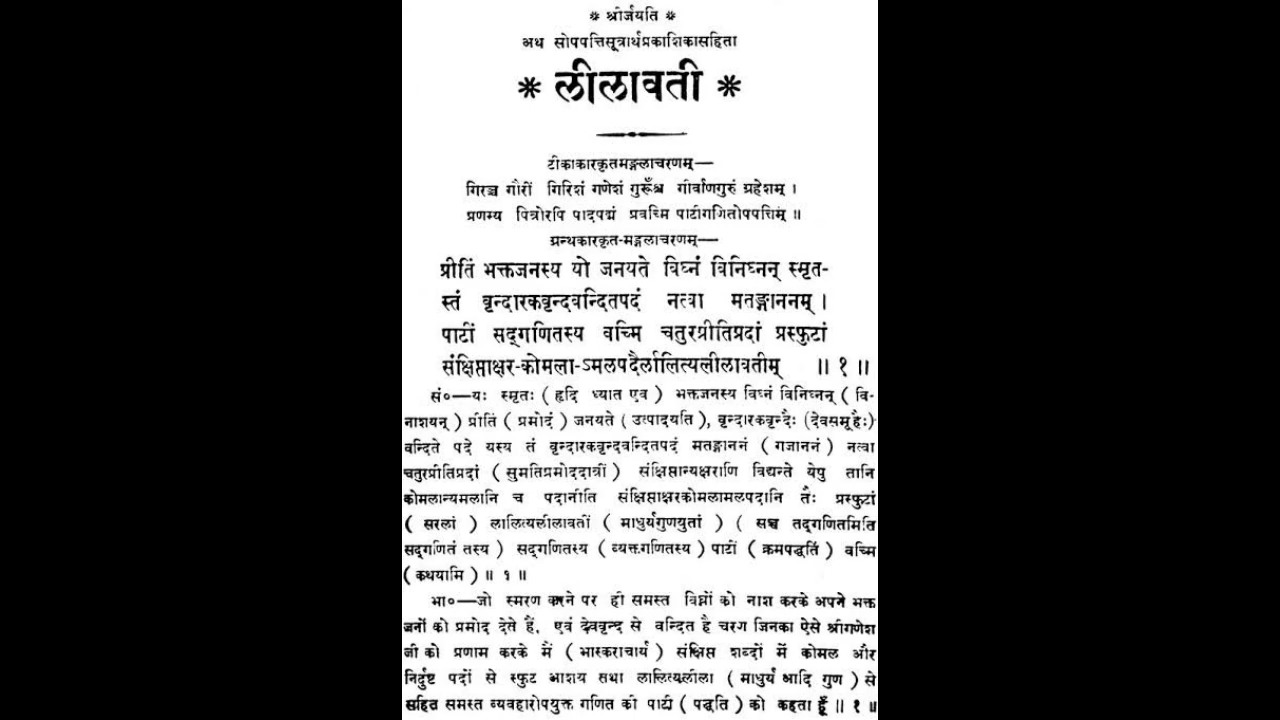 * श्रीर्जयति *
अथ सोपपत्तिसूत्रार्थप्रकाशिकासहिता
* लीलावती *
टीकाकारकृतमङ्गलाचरणम्—
गिरञ्च गौरीं गिरिशं गणेशं गुरूँश्च गीर्वाणगुरुं ग्रहेशम् ।
प्रणम्य पित्रोरपि पादपद्मं प्रवच्मि पाटीगणितोपपत्तिम् ॥
ग्रन्थकारकृत-मङ्गलाचरणम्—
प्रीतिं भक्तजनस्य यो जनयते विघ्नं विनिघ्नन् स्मृत-
स्तं वृन्दारकवृन्दवन्दितपदं नत्वा मतङ्गाननम् ।
पाटीं सद्गणितस्य वच्मि चतुरप्रीतिप्रदां प्रस्फुटां
संक्षिप्ताक्षर-कोमला-ऽमलपदैर्लालित्यलीलावतीम् ॥ १ ॥
सं०—यः स्मृतः ( हृदि ध्यात एव ) भक्तजनस्य विघ्नं विनिघ्नन् ( वि-
नाशयन् ) प्रीतिं ( प्रमोदं ) जनयते ( उत्पादयति ), वृन्दारकवृन्दैः (देवसमूहैः)
वन्दिते पदे यस्य तं वृन्दारकवृन्दवन्दितपदं मतङ्गाननं ( गजाननं ) नत्वा
चतुरप्रीतिप्रदां ( सुमतिप्रमोददात्रीं ) संक्षिप्तान्यक्षराणि विद्यन्ते येषु तानि
कोमलान्यमलानि च पदानीति संक्षिप्ताक्षरकोमलामलपदानि तैः प्रस्फुटां
( सरलां ) लालित्यलीलावतीं ( माधुर्यगुणयुतां ) ( सच्च तद्गणितमिति
सद्गणितं तस्य ) सद्गणितस्य ( व्यक्तगणितस्य ) पाटीं ( क्रमपद्धतिं ) वच्मि
( कथयामि ) ॥ १ ॥
भा०—जो स्मरण करने पर ही समस्त विघ्नों को नाश करके अपने भक्त
जनों को प्रमोद देते हैं, एवं देववृन्द से वन्दित है चरण जिनका ऐसे श्रीगणेश
जी को प्रणाम करके मैं ( भास्कराचार्य ) संक्षिप्त शब्दों में कोमल और
निर्दुष्ट पदों से स्फुट आशय तथा लालित्यलीला ( माधुर्य आदि गुण ) से
सहित समस्त व्यवहारोपयुक्त गणित की पाटी ( पद्धति ) को कहता हूँ ॥ १ ॥